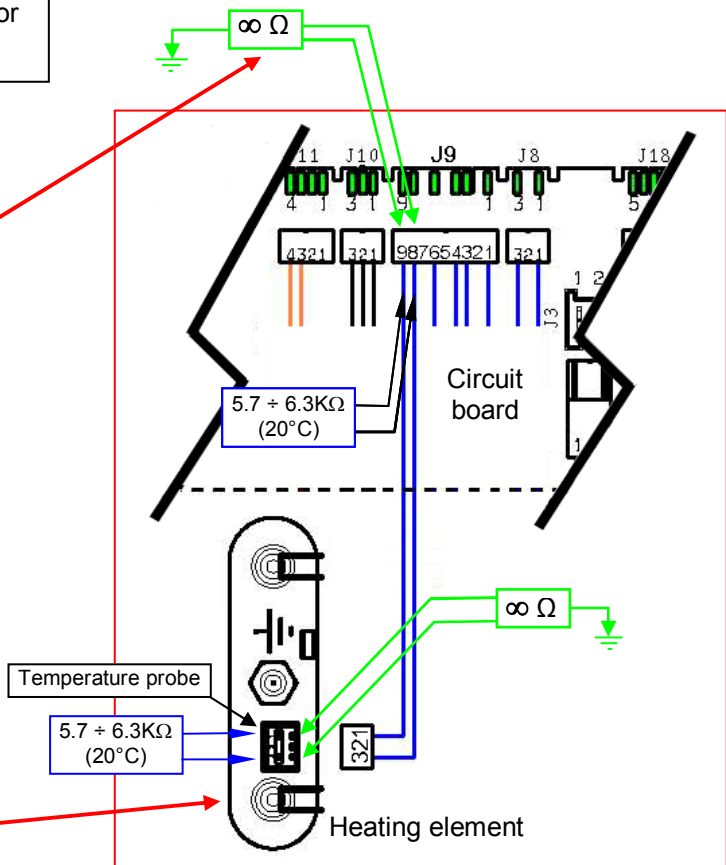 or
∞ Ω
11 J10 J9 J8 J18
4 1 3 1 9 1 3 1 5
4321 321 987654321 321
1 2
J3
5.7 ÷ 6.3KΩ
(20°C)
Circuit
board
1
∞ Ω
Temperature probe
5.7 ÷ 6.3KΩ
(20°C)
321
Heating element